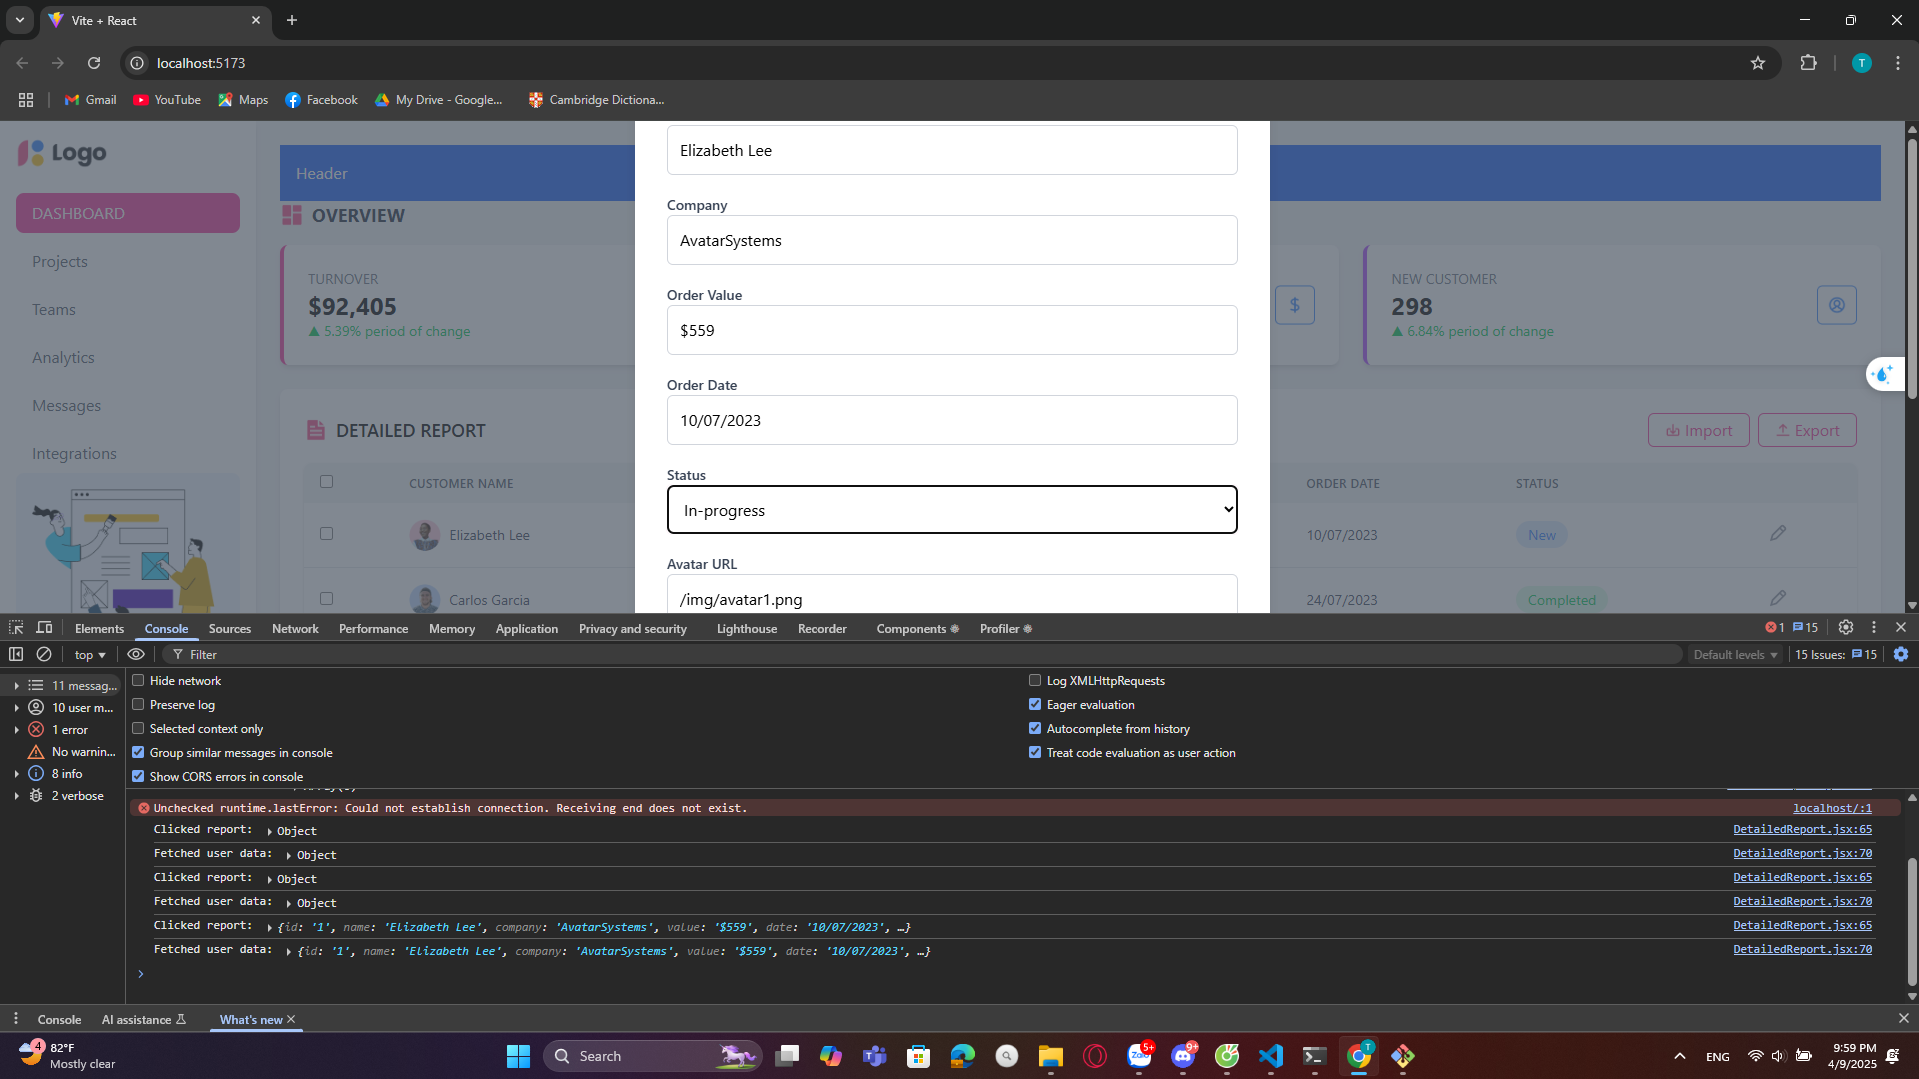 Vite + React
localhost:5173
Gmail
YouTube
Maps
Facebook
My Drive - Google...
Cambridge Dictiona...
Logo
DASHBOARD
Projects
Teams
Analytics
Messages
Integrations
Header
OVERVIEW
TURNOVER
$92,405
▲ 5.39% period of change
$
NEW CUSTOMER
298
▲ 6.84% period of change
DETAILED REPORT
Import
Export
CUSTOMER NAME
ORDER DATE
STATUS
Elizabeth Lee
10/07/2023
New
Carlos Garcia
24/07/2023
Completed
Elizabeth Lee
Company
AvatarSystems
Order Value
$559
Order Date
10/07/2023
Status
In-progress
Avatar URL
/img/avatar1.png
Elements
Console
Sources
Network
Performance
Memory
Application
Privacy and security
Lighthouse
Recorder
Components
Profiler
1
15
top
Filter
Default levels
15 Issues:
15
11 messag...
10 user m...
1 error
No warnin...
8 info
2 verbose
Hide network
Preserve log
Selected context only
Group similar messages in console
Show CORS errors in console
Log XMLHttpRequests
Eager evaluation
Autocomplete from history
Treat code evaluation as user action
Unchecked runtime.lastError: Could not establish connection. Receiving end does not exist. localhost/:1
Clicked report: Object DetailedReport.jsx:65
Fetched user data: Object DetailedReport.jsx:70
Clicked report: Object DetailedReport.jsx:65
Fetched user data: Object DetailedReport.jsx:70
Clicked report: {id: '1', name: 'Elizabeth Lee', company: 'AvatarSystems', value: '$559', date: '10/07/2023', …} DetailedReport.jsx:65
Fetched user data: {id: '1', name: 'Elizabeth Lee', company: 'AvatarSystems', value: '$559', date: '10/07/2023', …} DetailedReport.jsx:70
Console
AI assistance
What's new
4
82°F
Mostly clear
Search
Zalo
5+
9+
T
ENG
9:59 PM
4/9/2025
T